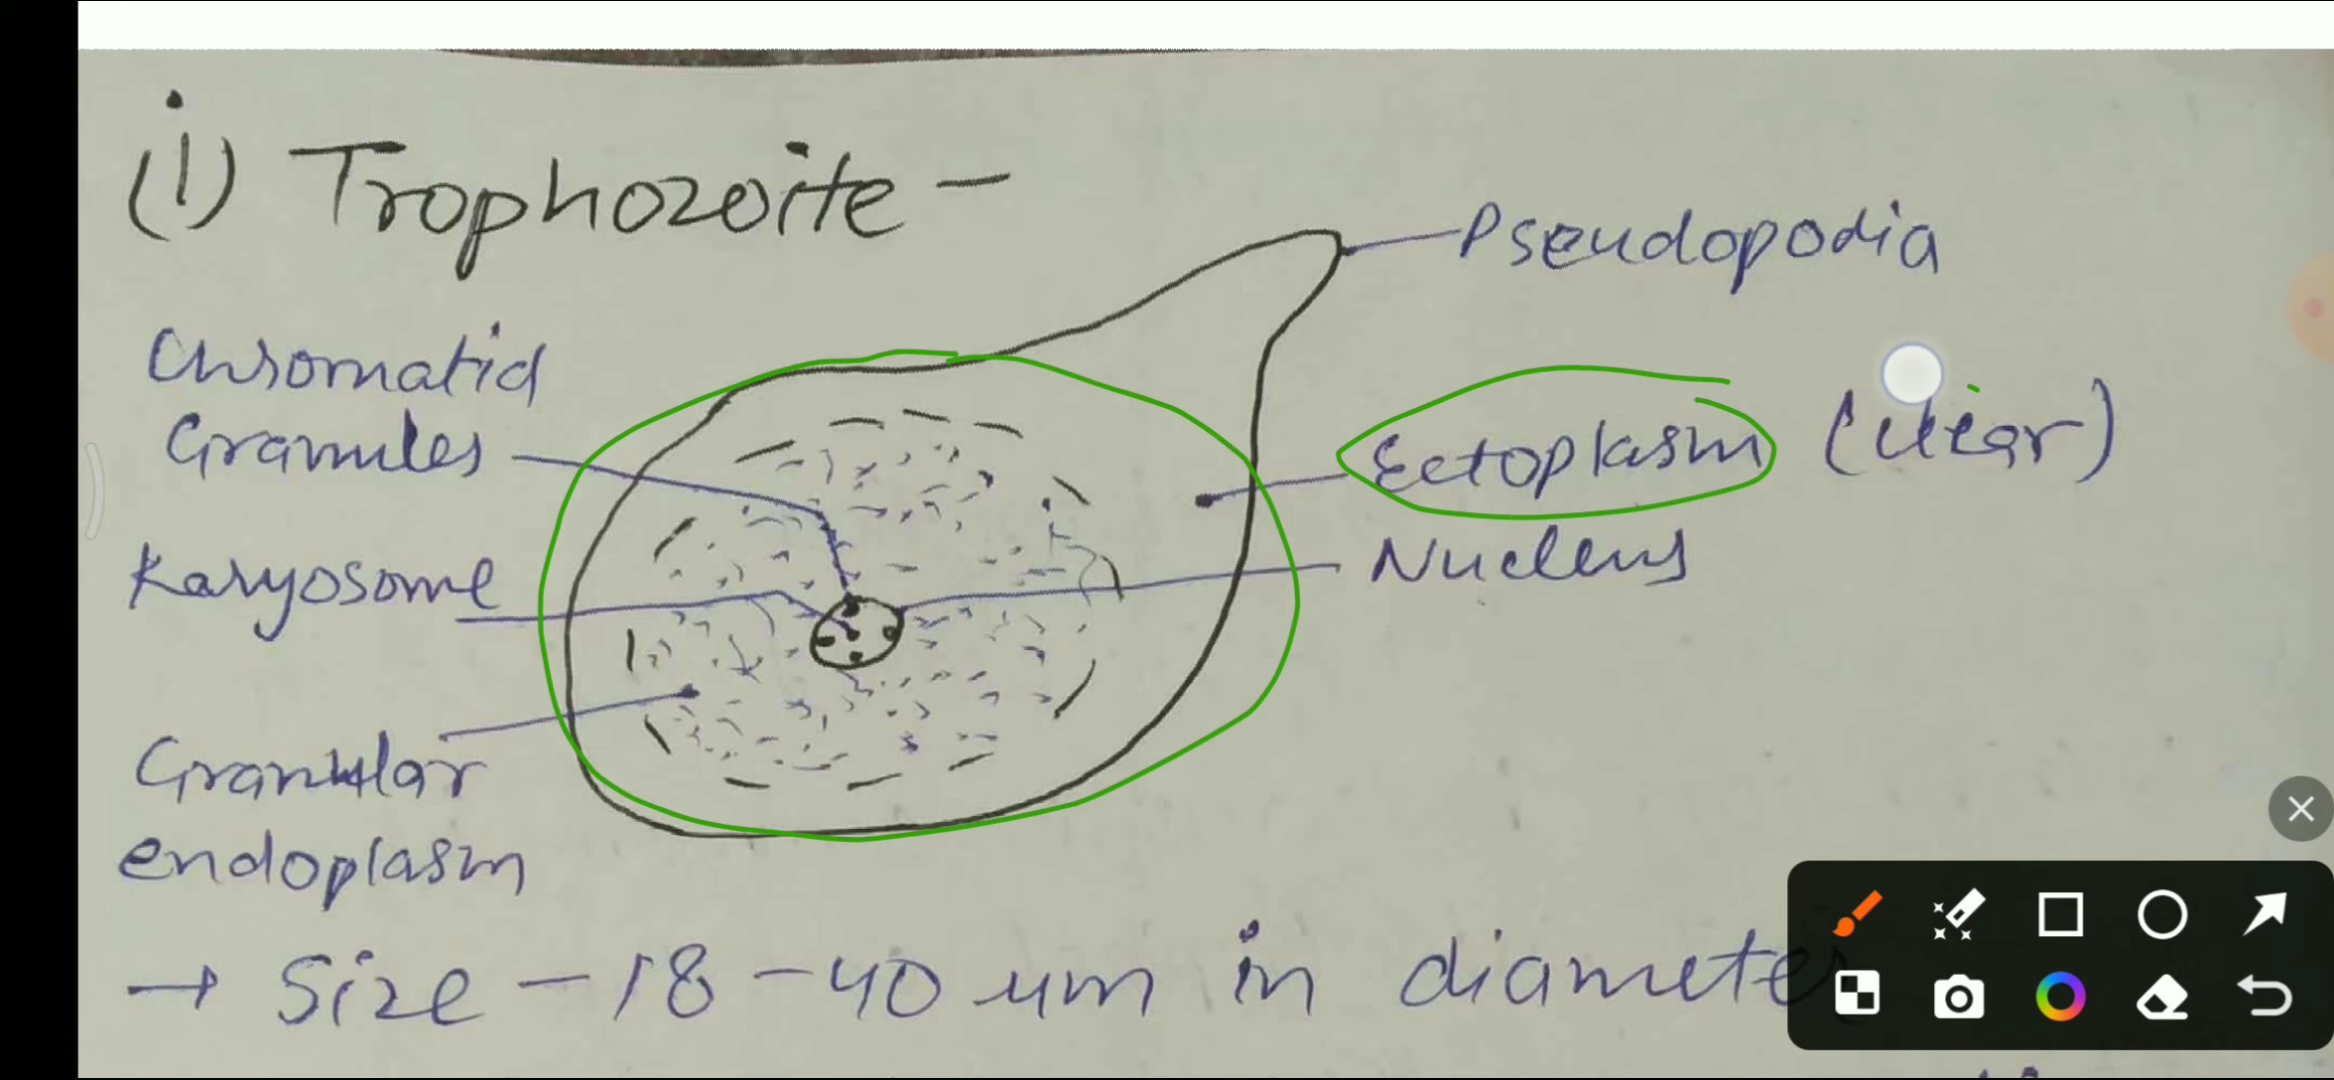 (i) Trophozoite -
Pseudopodia
Chromatid
Granules
Ectoplasm (clear)
Karyosome
Nucleus
Granular
endoplasm
→ Size - 18 - 40 um in diameter